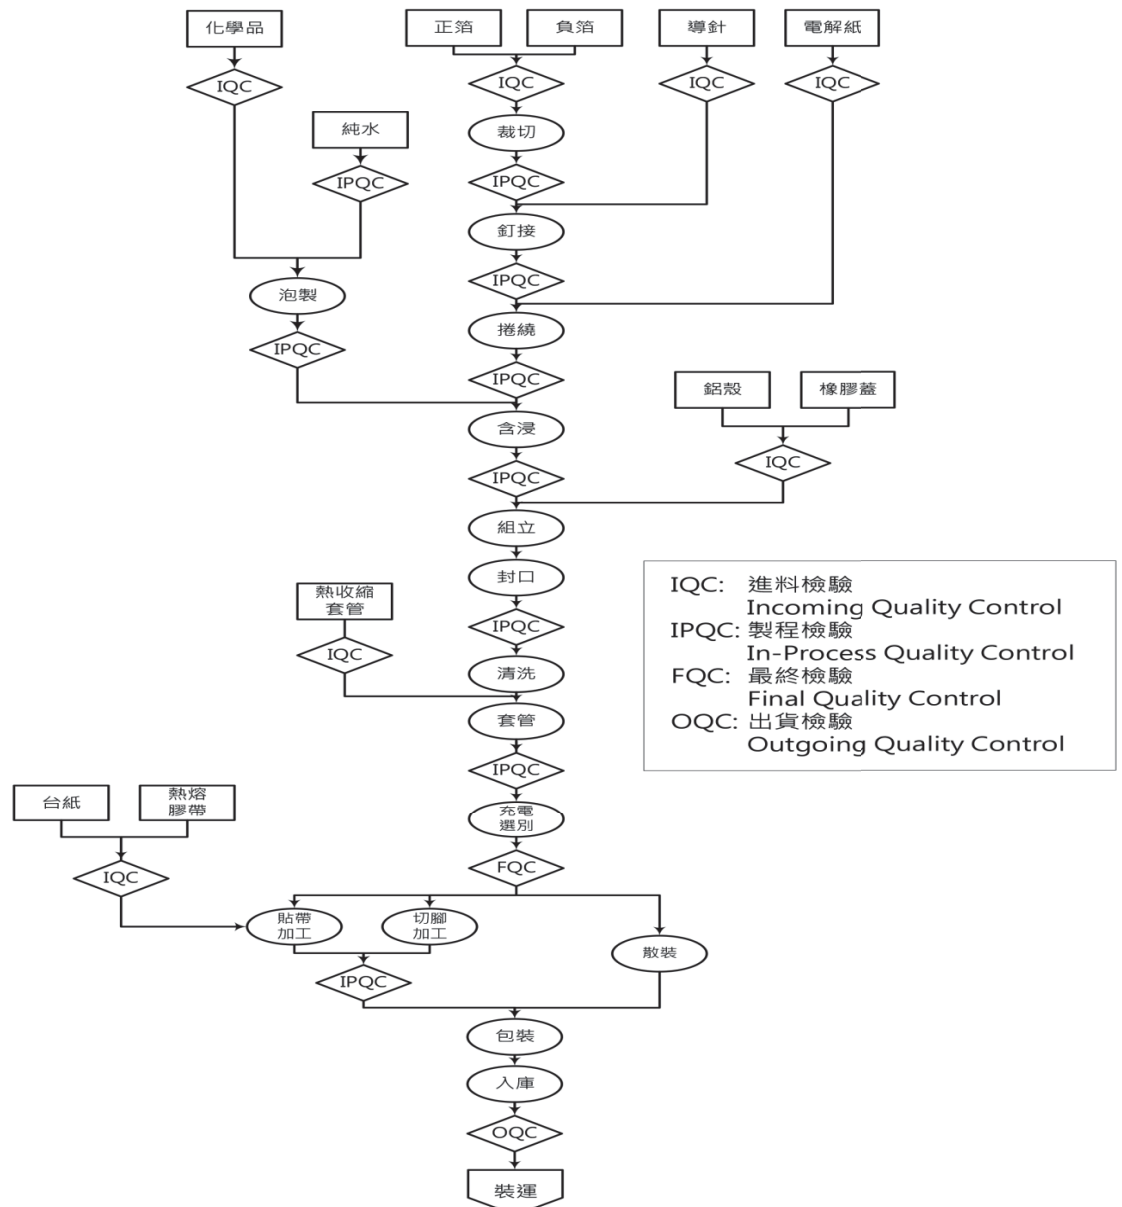 化學品
正箔
負箔
導針
電解紙
IQC
IQC
IQC
IQC
純水
裁切
IPQC
IPQC
釘接
IPQC
泡製
捲繞
IPQC
IPQC
鋁殼
橡膠蓋
含浸
IQC
IPQC
組立
封口
熱收縮
套管
IPQC
IQC
清洗
套管
IPQC
IQC: 進料檢驗
Incoming Quality Control
IPQC: 製程檢驗
In-Process Quality Control
FQC: 最終檢驗
Final Quality Control
OQC: 出貨檢驗
Outgoing Quality Control
台紙
熱熔
膠帶
充電
選別
IQC
FQC
貼帶
加工
切腳
加工
散裝
IPQC
包裝
入庫
OQC
裝運